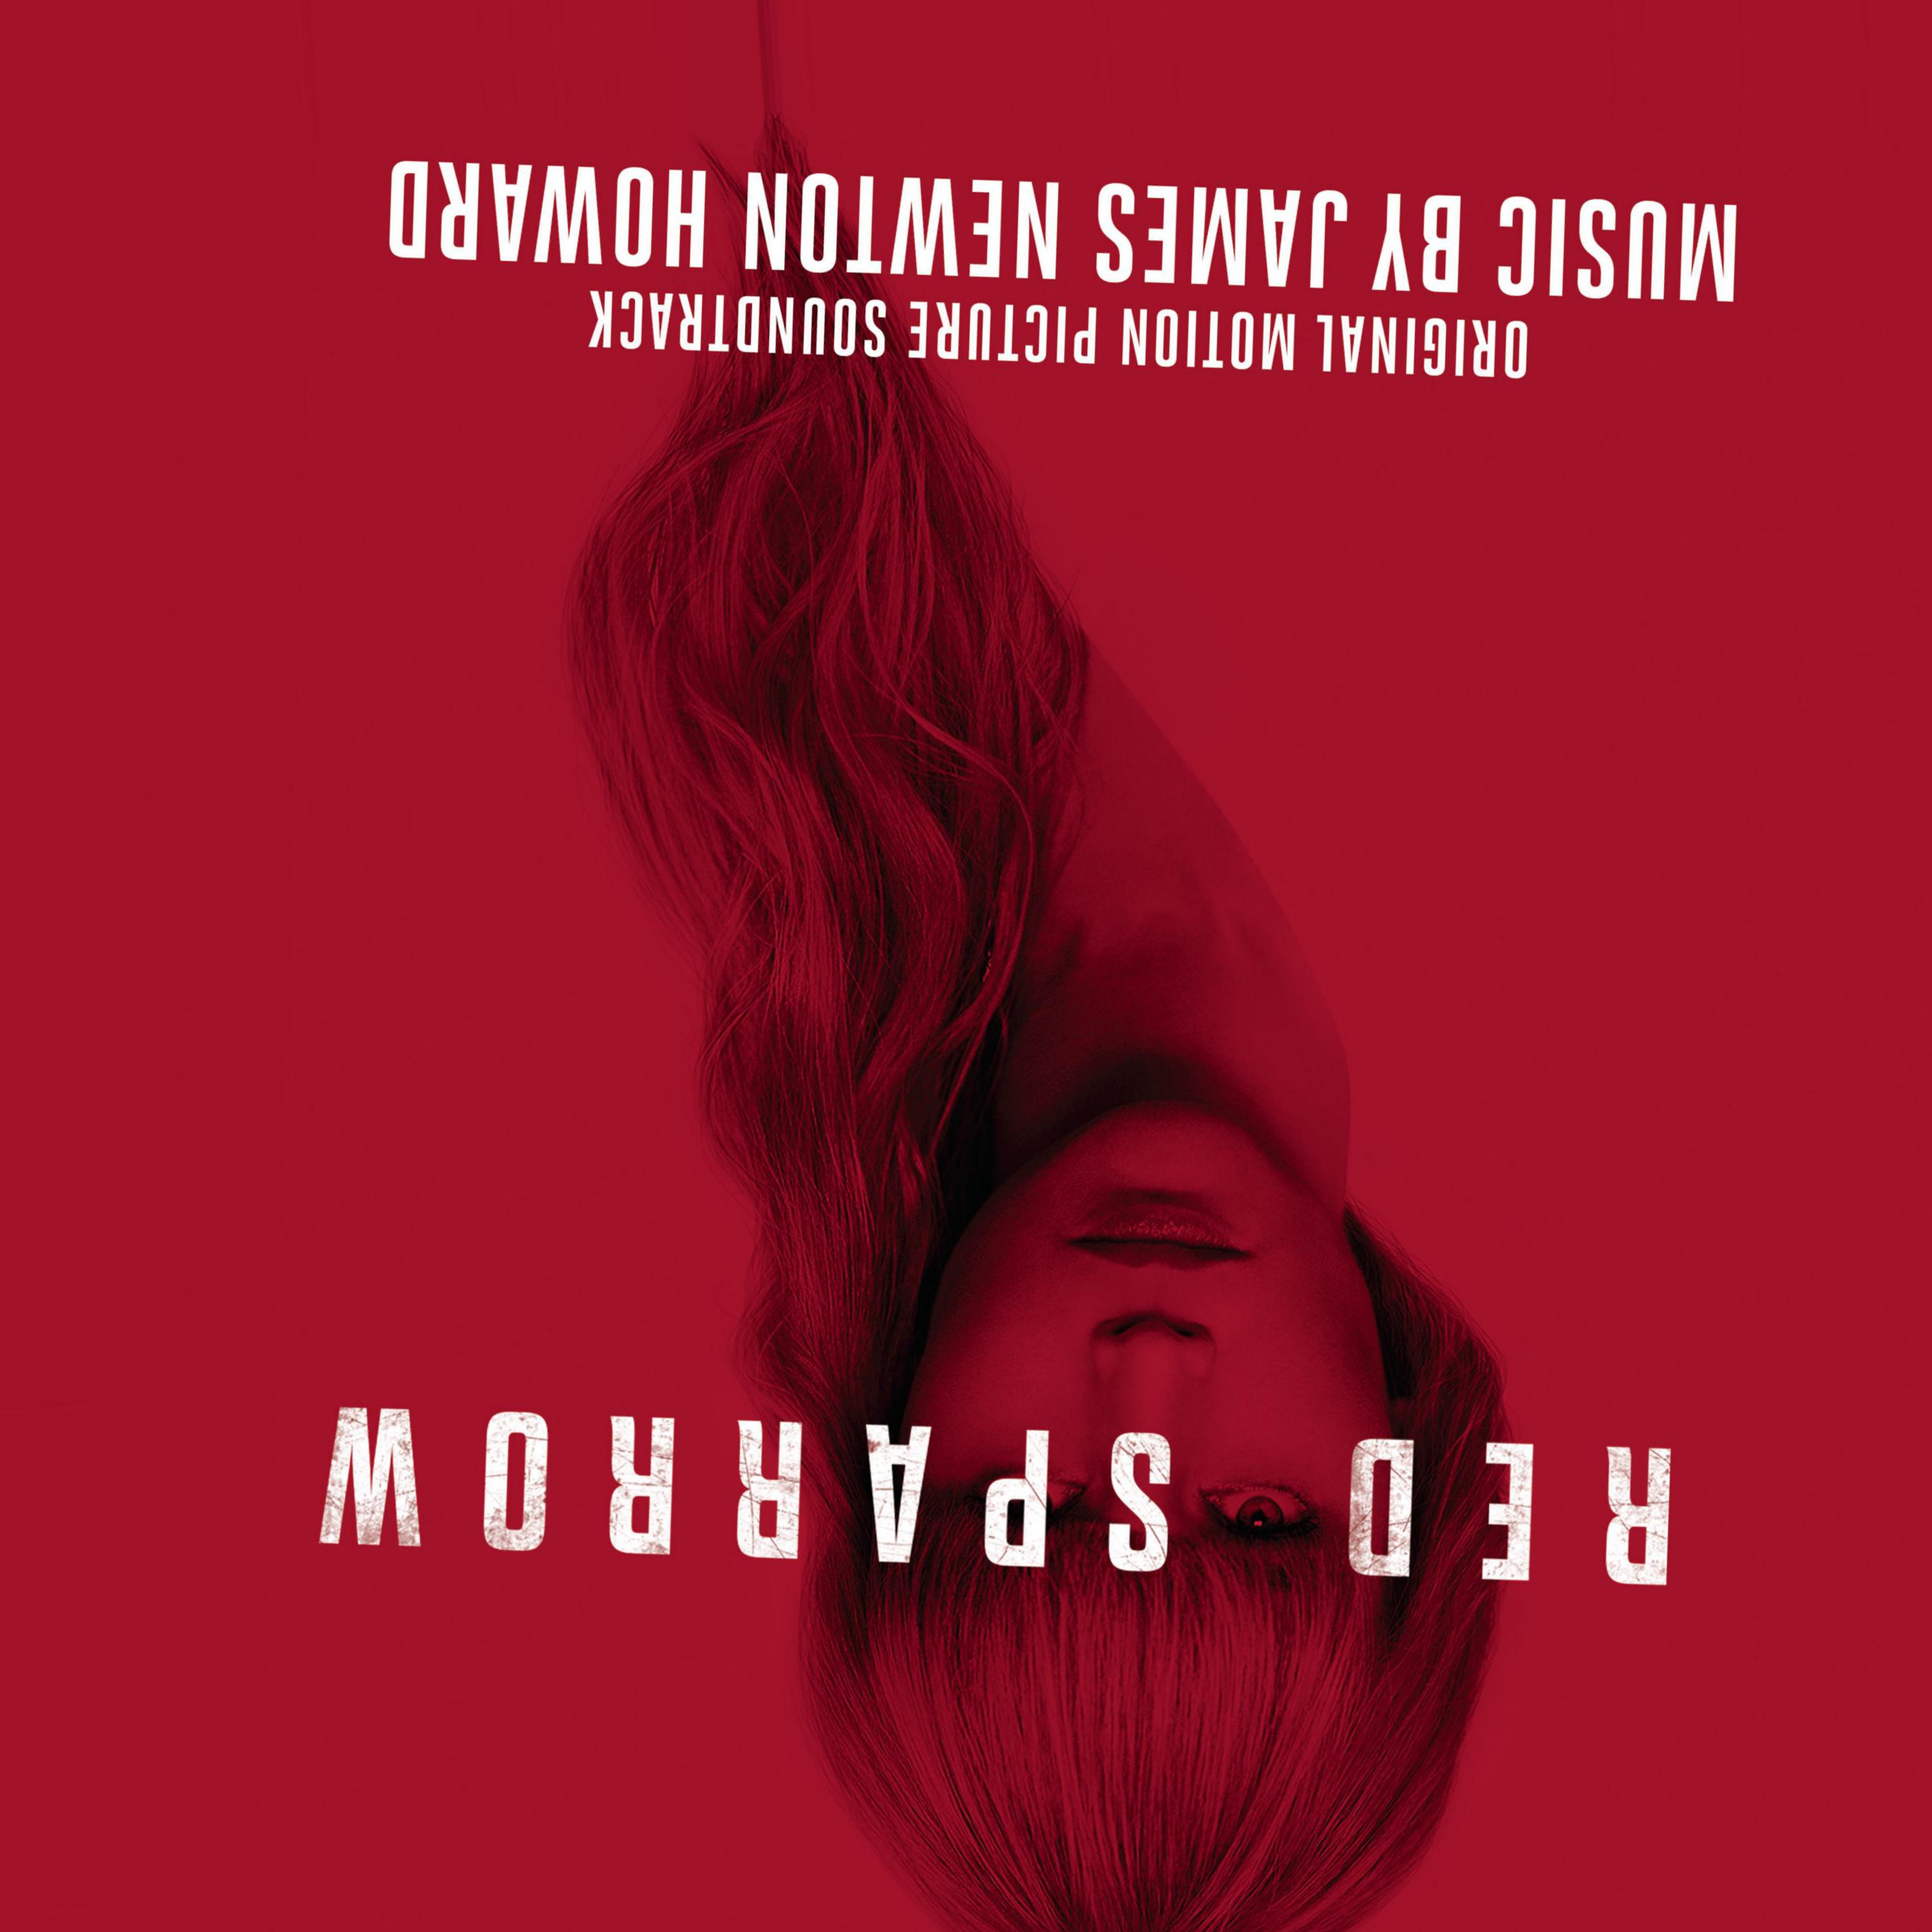 RED SPARROW
ORIGINAL MOTION PICTURE SOUNDTRACK
MUSIC BY JAMES NEWTON HOWARD